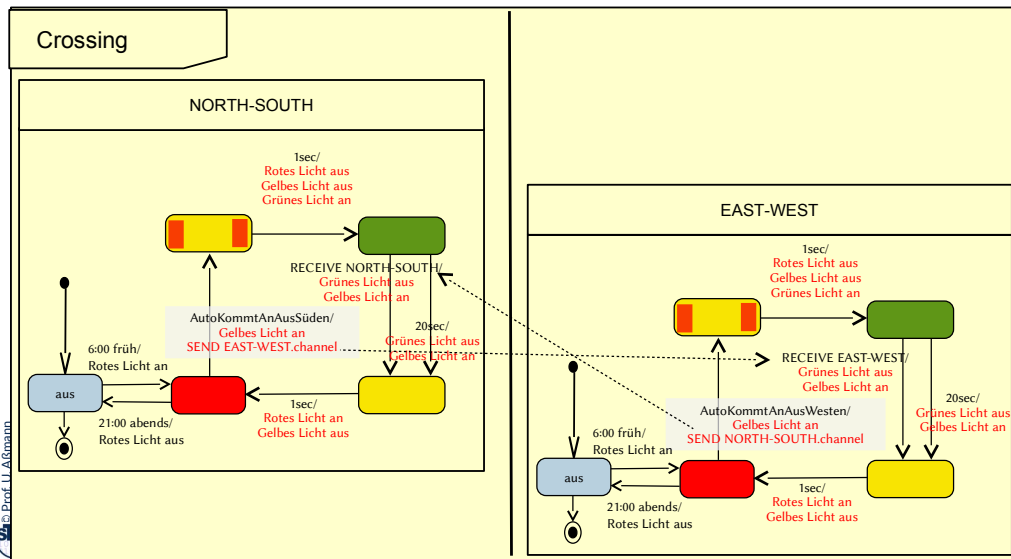 Crossing
NORTH-SOUTH
1sec/
Rotes Licht aus
Gelbes Licht aus
Grünes Licht an
RECEIVE NORTH-SOUTH/
Grünes Licht aus
Gelbes Licht an
AutoKommtAnAusSüden/
Gelbes Licht an
SEND EAST-WEST.channel
20sec/
Grünes Licht aus
Gelbes Licht an
6:00 früh/
Rotes Licht an
aus
21:00 abends/
Rotes Licht aus
1sec/
Rotes Licht an
Gelbes Licht aus
EAST-WEST
1sec/
Rotes Licht aus
Gelbes Licht aus
Grünes Licht an
RECEIVE EAST-WEST/
Grünes Licht aus
Gelbes Licht an
AutoKommtAnAusWesten/
Gelbes Licht an
SEND NORTH-SOUTH.channel
20sec/
Grünes Licht aus
Gelbes Licht an
6:00 früh/
Rotes Licht an
aus
21:00 abends/
Rotes Licht aus
1sec/
Rotes Licht an
Gelbes Licht aus
© Prof. U. Aßmann